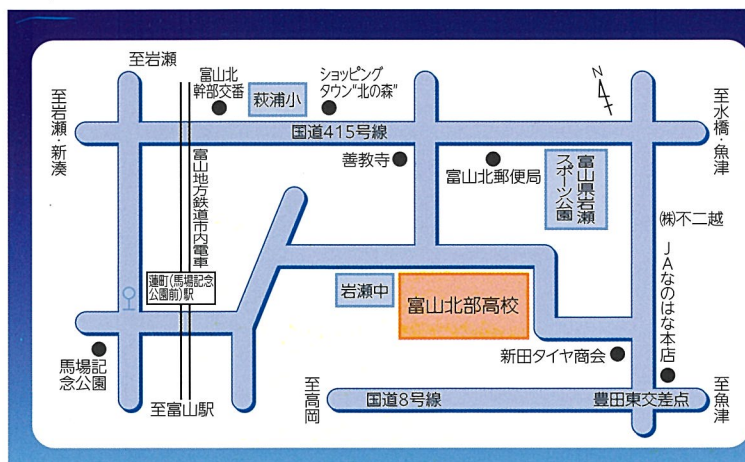 至岩瀬
富山北
幹部交番
萩浦小
ショッピング
タウン"北の森"
N
至岩瀬・新湊
国道415号線
至水橋・魚津
富山地方鉄道市内電車
善教寺
富山北郵便局
富山県岩瀬
スポーツ公園
㈱不二越
JAなのはな本店
蓮町(馬場記念
公園前)駅
岩瀬中
富山北部高校
馬場記
念公園
新田タイヤ商会
至富山駅
至高岡
国道8号線
豊田東交差点
至魚津